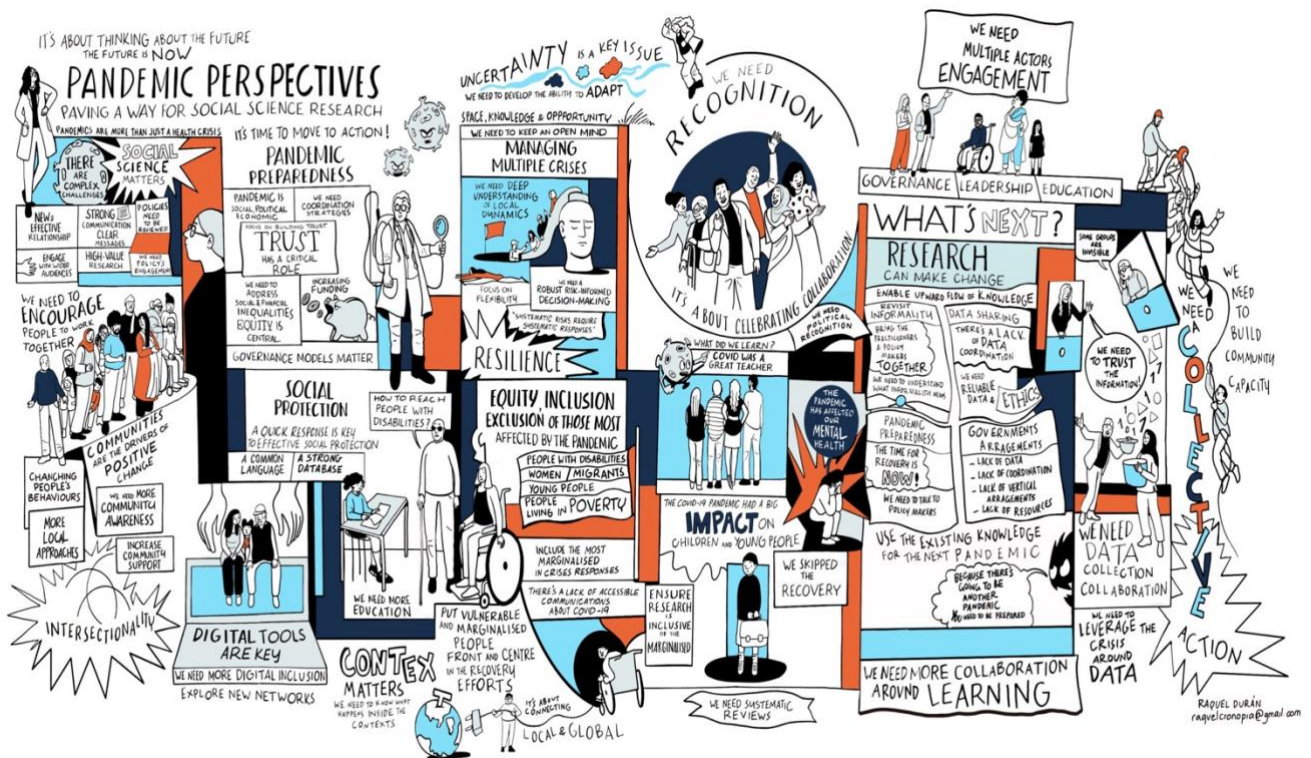 IT'S ABOUT THINKING ABOUT THE FUTURE
THE FUTURE IS NOW
PANDEMIC PERSPECTIVES
PAVING A WAY FOR SOCIAL SCIENCE RESEARCH
PANDEMICS ARE MORE THAN JUST A HEALTH CRISIS
THERE
ARE
COMPLEX
CHALLENGES
SOCIAL
SCIENCE
MATTERS
NEW &
EFFECTIVE
RELATIONSHIP
STRONG
COMMUNICATION
CLEAR
MESSAGES
POLICIES
NEED
TO BE
REVIEWED
ENGAGE
WITH WIDER
AUDIENCES
HIGH-VALUE
RESEARCH
WE NEED
POLICY'S
ENGAGEMENT
WE NEED TO
ENCOURAGE
PEOPLE TO WORK
TOGETHER
COMMUNITIES
ARE THE DRIVERS OF
POSITIVE
CHANGE
CHANCHING
PEOPLE'S
BEHAVIOURS
WE NEED MORE
COMMUNITCI
AWARENESS
MORE
LOCAL
APPROACHES
INCREASE
COMMUNITY
SUPPORT
INTERSECTIONALITY
IT'S TIME TO MOVE TO ACTION!
PANDEMIC
PREPAREDNESS
PANDEMIC IS
SOCIAL, POLITICAL
ECONOMIC
WE NEED
COORDINATION
STRATEGIES
FOCUS ON BUILDING TRUST
TRUST
HAS A CRITICAL
ROLE
WE NEED TO
ADDRESS
SOCIAL & FINANCIAL
INEQUALITIES
EQUITY IS
CENTRAL
INCREASING
FUNDING
GOVERNANCE MODELS MATTER
SOCIAL
PROTECTION
A QUICK RESPONSE IS KEY
TO EFFECTIVE SOCIAL PROTECTION
A COMMON
LANGUAGE
A STRONG
DATABASE
HOW TO REACH
PEOPLE WITH
DISABILITIES?
WE NEED MORE
EDUCATION
DIGITAL TOOLS
ARE KEY
WE NEED MORE DIGITAL INCLUSION
EXPLORE NEW NETWORKS
CONTEX
MATTERS
WE NEED TO KNOW WHAT
HAPPENS INSIDE THE
CONTEXTS
PUT VULNERABLE
AND MARGINALISED
PEOPLE
FRONT AND CENTRE
IN THE RECOVERY
EFFORTS
IT'S ABOUT
CONNECTING
LOCAL & GLOBAL
UNCERTAINTY IS A KEY ISSUE
WE NEED TO DEVELOP THE ABILITY TO ADAPT
SPACE, KNOWLEDGE & OPPORTUNITY
WE NEED TO KEEP AN OPEN MIND
MANAGING
MULTIPLE CRISES
WE NEED DEEP
UNDERSTANDING
OF LOCAL
DYNAMICS
FOCUS ON
FLEXIBILITY
WE NEED A
ROBUST RISK-INFORMED
DECISION-MAKING
"SYSTEMATIC RISKS REQUIRE
SYSTEMATIC RESPONSES"
RESILIENCE
EQUITY, INCLUSION
EXCLUSION OF THOSE MOST
AFFECTED BY THE PANDEMIC
PEOPLE WITH DISABILITIES
WOMEN / MIGRANTS
YOUNG PEOPLE
PEOPLE
LIVING IN POVERTY
INCLUDE THE MOST
MARGINALISED
IN CRISES RESPONSES
THERE'S A LACK OF ACCESSIBLE
COMMUNICATIONS
ABOUT COVID-19
WE NEED
RECOGNITION
IT'S ABOUT CELEBRATING COLLABORATION
WE NEED
POLITICAL
RECOGNITION
WHAT DID WE LEARN?
COVID WAS A
GREAT TEACHER
THE
PANDEMIC
HAS AFFECTED
OUR
MENTAL
HEALTH
THE COVID-19 PANDEMIC HAD A BIG
IMPACT ON
CHILDREN AND YOUNG PEOPLE
WE SKIPPED
THE
RECOVERY
ENSURE
RESEARCH
IS
INCLUSIVE
OF THE
MARGINALISED
WE NEED SYSTEMATIC
REVIEWS
WE NEED
MULTIPLE ACTORS
ENGAGEMENT
GOVERNANCE LEADERSHIP EDUCATION
WHAT'S NEXT?
RESEARCH
CAN MAKE CHANGE
ENABLE UPWARD FLOW OF KNOWLEDGE
REVISIT
INFORMALITY
BRING THE
PRACTITIONERS
& POLICY
MAKERS
TOGETHER
WE NEED TO UNDERSTAND
WHAT INFORMALITY MEANS
DATA SHARING
THERE'S A LACK
OF DATA
COORDINATION
WE NEED
RELIABLE
DATA & ETHICS
PANDEMIC
PREPAREDNESS
THE TIME FOR
RECOVERY IS
NOW!
WE NEED TO TALK TO
POLICY MAKERS
GOVERNMENTS
ARRAGEMENTS
- LACK OF DATA
- LACK OF COORDINATION
- LACK OF VERTICAL
ARRAGEMENTS
- LACK OF RESOURCES
USE THE EXISTING KNOWLEDGE
FOR THE NEXT PANDEMIC
BECAUSE THERE'S
GOING TO BE
ANOTHER
PANDEMIC
YOU NEED TO BE PREPARED
WE NEED MORE COLLABORATION
AROUND LEARNING
SOME GROUPS
ARE
INVISIBLE
WE NEED
TO TRUST
THE
INFORMATION!
WE NEED
DATA
COLLECTION
COLLABORATION
WE NEED TO
LEVERAGE THE
CRISIS
AROUND
DATA
WE NEED A COLLECTIVE
ACTION
WE
NEED
TO BUILD
COMMUNITY
CAPACITY
RAQUEL DURÁN
raquelcronopia@gmail.com